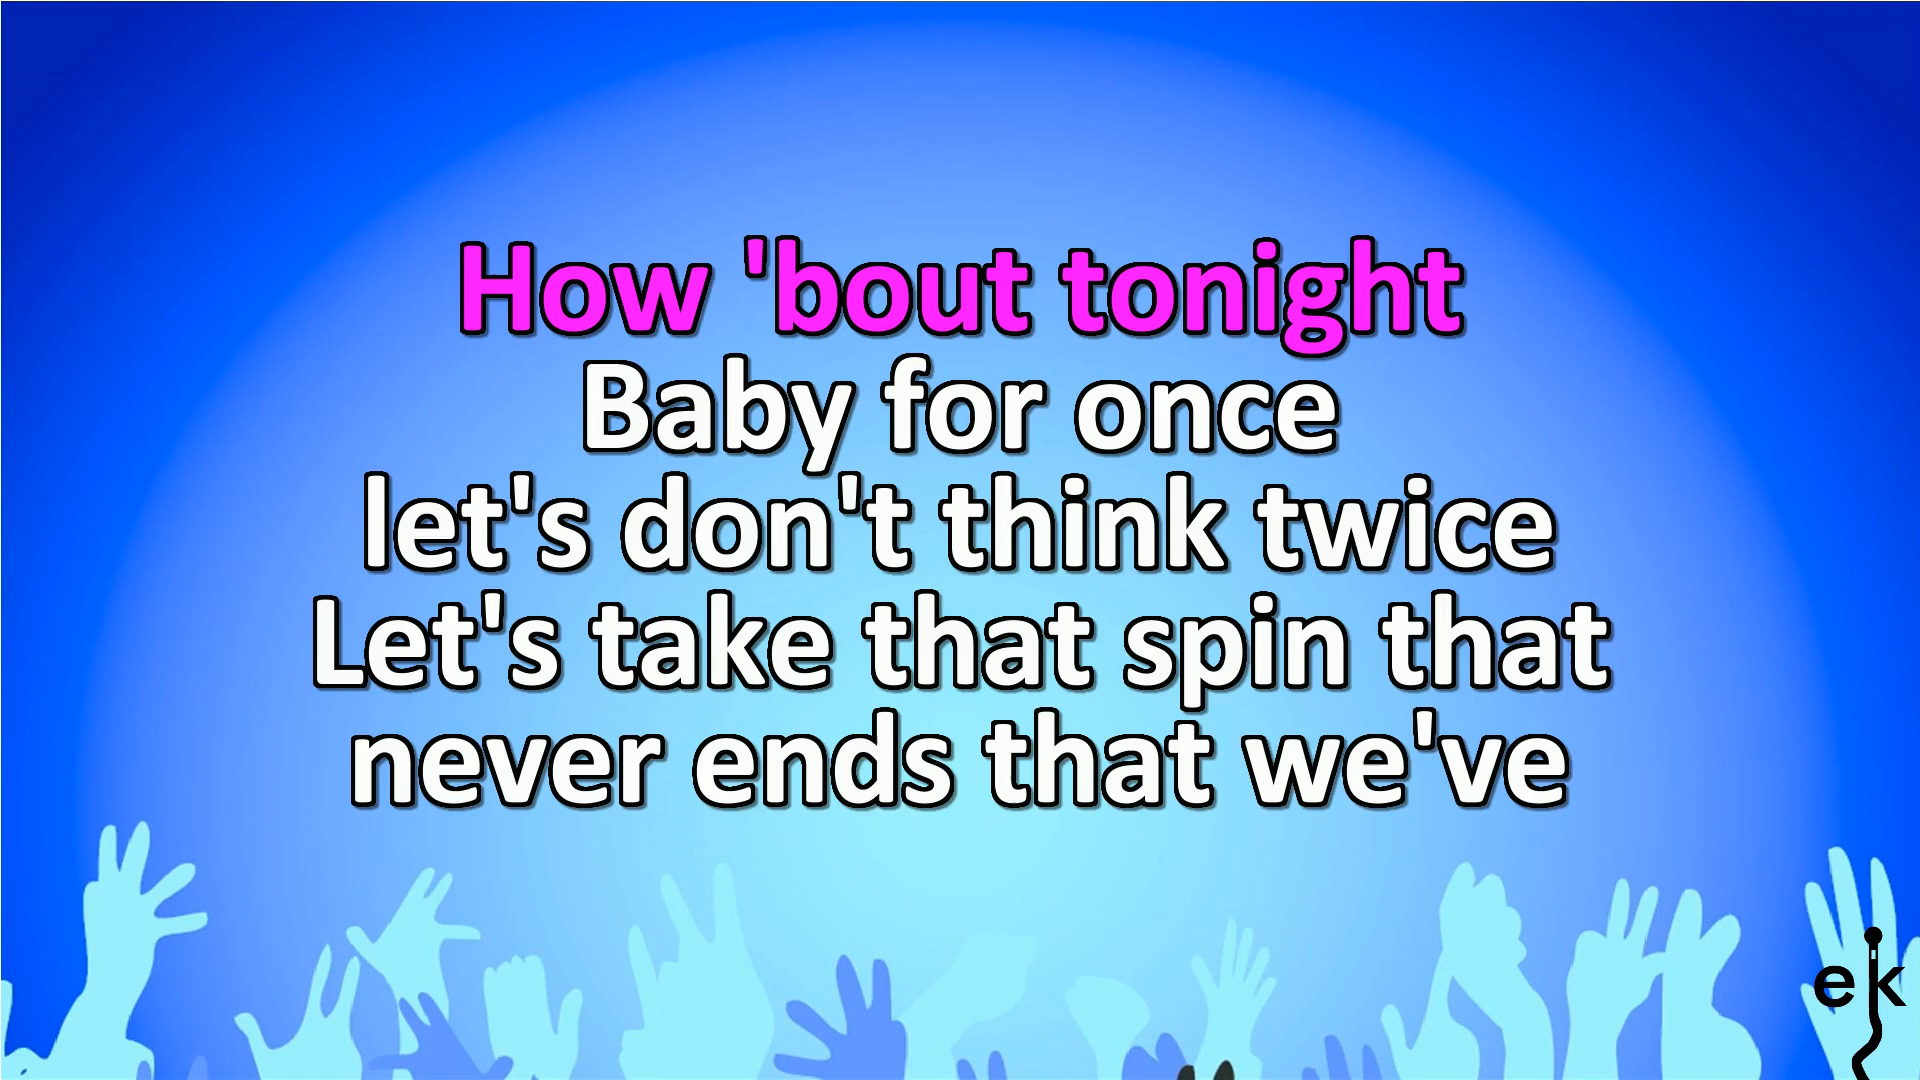 How 'bout tonight
Baby for once
let's don't think twice
Let's take that spin that
never ends that we've
ek